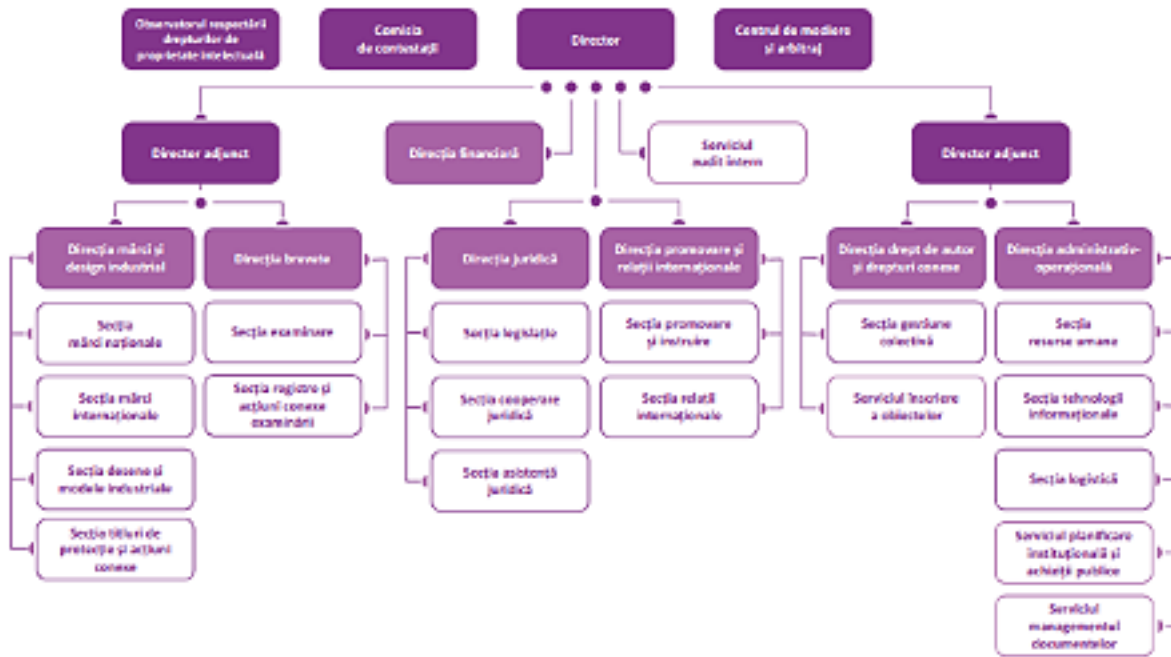 Observatorul respectării
drepturilor de
proprietate intelectuală
Comisia
de contestații
Director
Centrul de mediere
și arbitraj
Director adjunct
Direcția financiară
Serviciul
audit intern
Director adjunct
Direcția mărci și
design industrial
Direcția brevete
Direcția juridică
Direcția promovare și
relații internaționale
Direcția drept de autor
și drepturi conexe
Direcția administrativ-
operațională
Secția
mărci naționale
Secția examinare
Secția legislație
Secția promovare
și instruire
Secția gestiune
colectivă
Secția
resurse umane
Secția mărci
internaționale
Secția registre și
acțiuni conexe
examinării
Secția cooperare
juridică
Secția relații
internaționale
Serviciul înscriere
a obiectelor
Secția tehnologii
informaționale
Secția desene și
modele industriale
Secția asistență
juridică
Secția logistică
Secția titluri de
protecție și acțiuni
conexe
Serviciul planificare
instituțională și
achiziții publice
Serviciul
managementul
documentelor